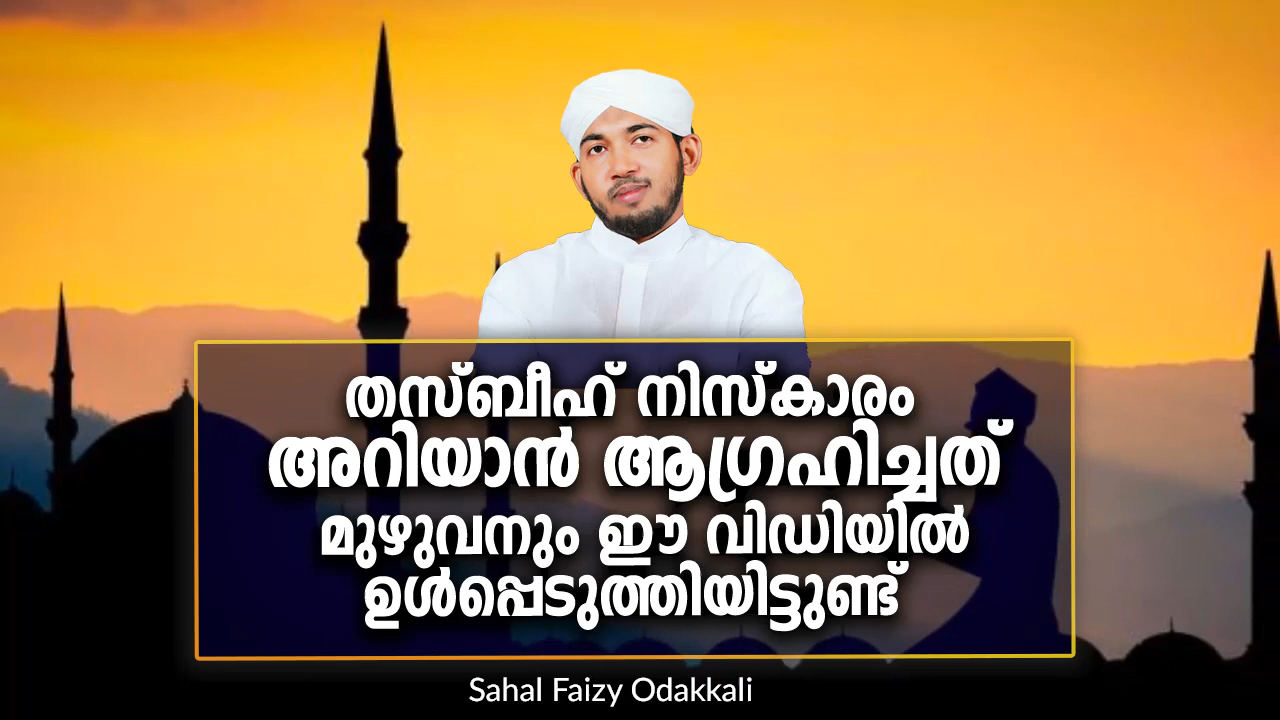 തസ്ബീഹ് നിസ്കാരം
അറിയാൻ ആഗ്രഹിച്ചത്
മുഴുവനും ഈ വിഡിയിൽ
ഉൾപ്പെടുത്തിയിട്ടുണ്ട്
Sahal Faizy Odakkali